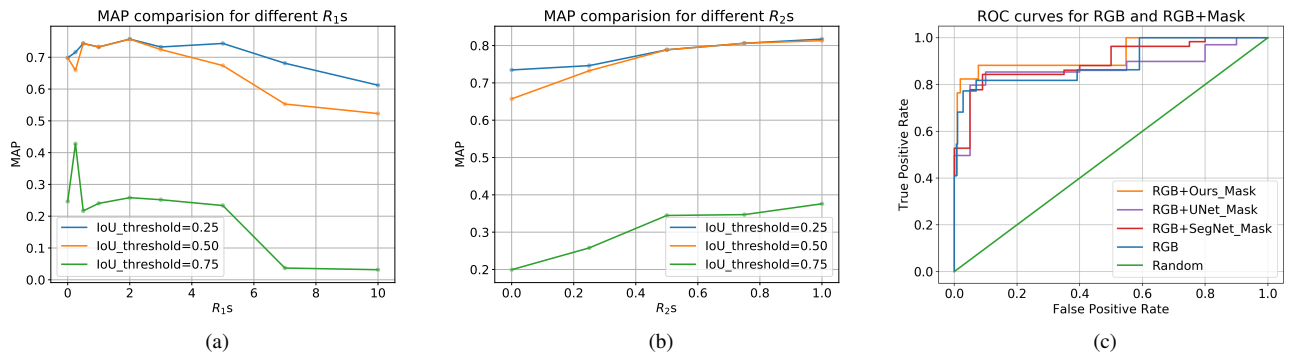 MAP comparision for different R₁s
MAP
0.7
0.6
0.5
0.4
0.3
0.2
0.1
0.0
IoU_threshold=0.25
IoU_threshold=0.50
IoU_threshold=0.75
0 2 4 6 8 10
R₁s
(a)
MAP comparision for different R₂s
MAP
0.8
0.7
0.6
0.5
0.4
0.3
0.2
IoU_threshold=0.25
IoU_threshold=0.50
IoU_threshold=0.75
0.0 0.2 0.4 0.6 0.8 1.0
R₂s
(b)
ROC curves for RGB and RGB+Mask
True Positive Rate
1.0
0.8
0.6
0.4
0.2
0.0
RGB+Ours_Mask
RGB+UNet_Mask
RGB+SegNet_Mask
RGB
Random
0.0 0.2 0.4 0.6 0.8 1.0
False Positive Rate
(c)